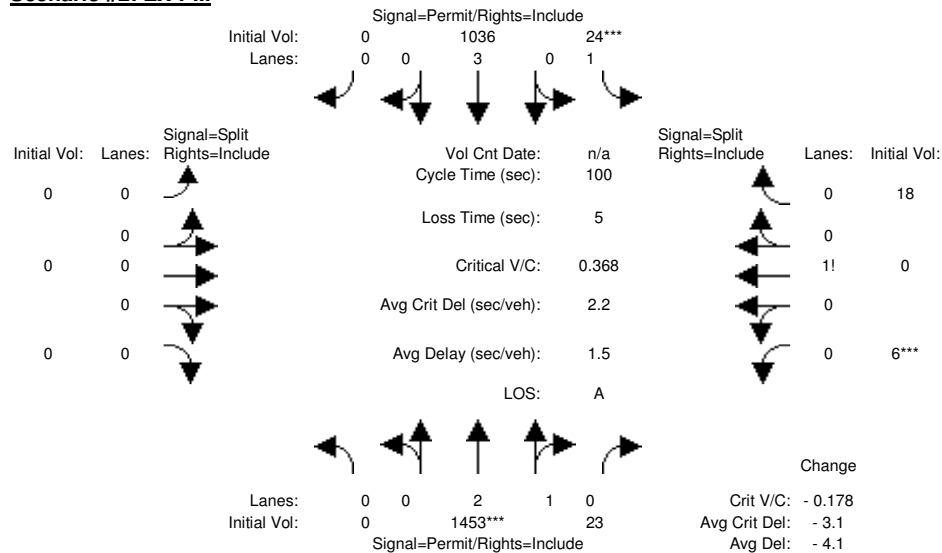 Signal=Permit/Rights=Include
Initial Vol: 0 1036 24***
Lanes: 0 0 3 0 1
Signal=Split Signal=Split
Initial Vol: Lanes: Rights=Include Vol Cnt Date: n/a Rights=Include Lanes: Initial Vol:
Cycle Time (sec): 100
0 0 0 18
Loss Time (sec): 5
0 0
0 0 Critical V/C: 0.368 1! 0
0 Avg Crit Del (sec/veh): 2.2 0
0 0 Avg Delay (sec/veh): 1.5 0 6***
LOS: A
Change
Lanes: 0 0 2 1 0 Crit V/C: - 0.178
Initial Vol: 0 1453*** 23 Avg Crit Del: - 3.1
Signal=Permit/Rights=Include Avg Del: - 4.1